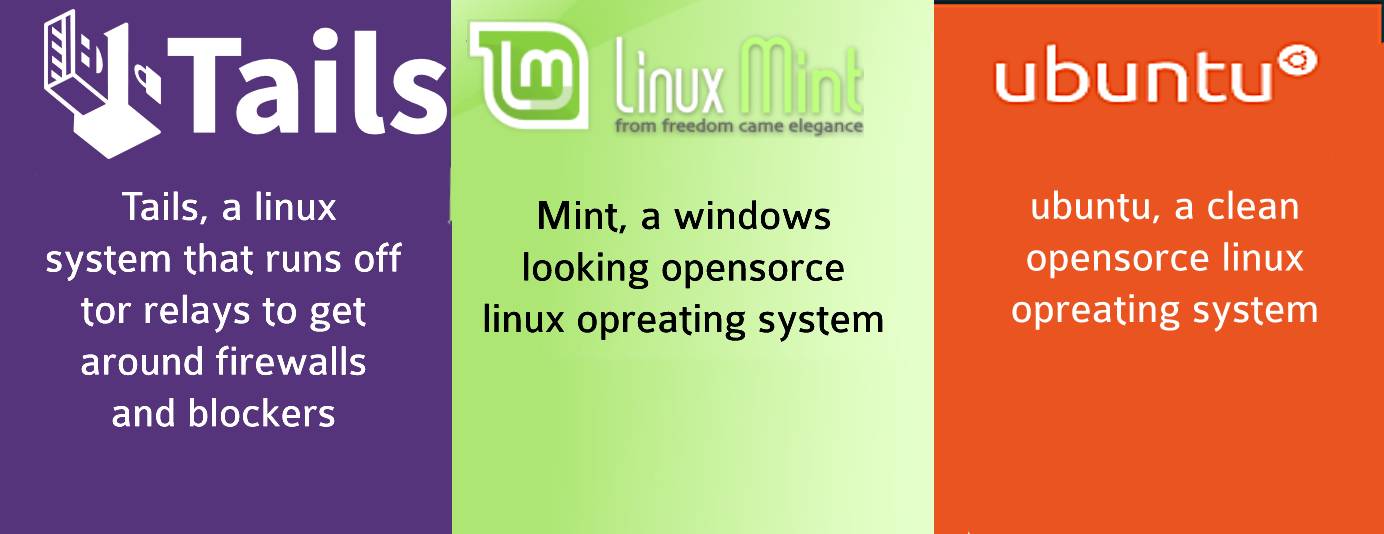 Tails
Tails, a linux
system that runs off
tor relays to get
around firewalls
and blockers
lm Linux Mint
from freedom came elegance
Mint, a windows
looking opensorce
linux opreating system
ubuntu
ubuntu, a clean
opensorce linux
opreating system